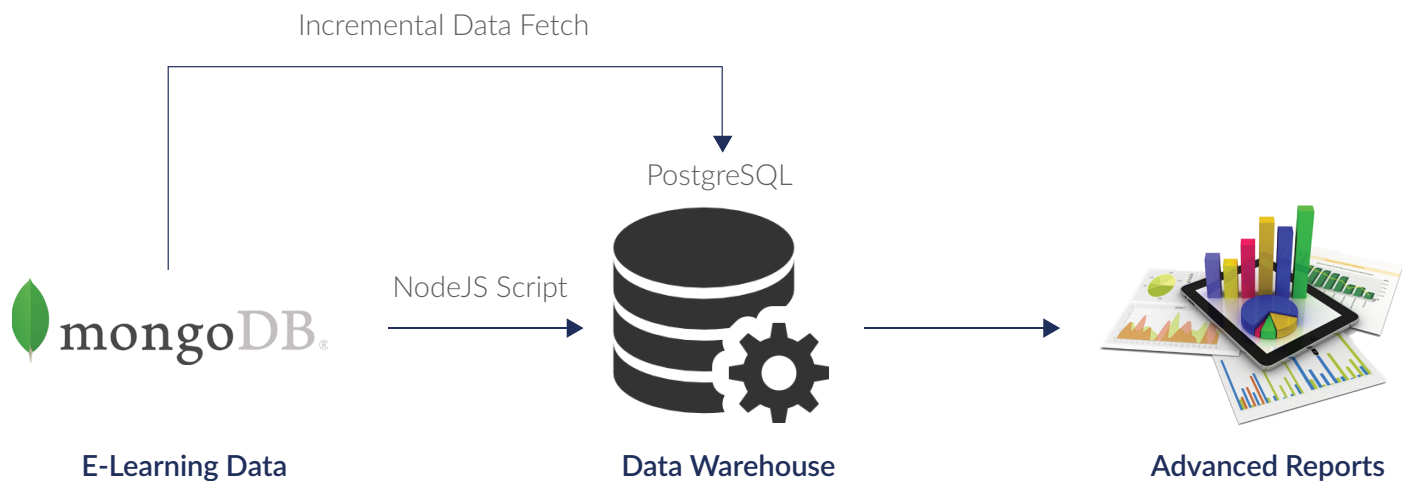 Incremental Data Fetch
PostgreSQL
NodeJS Script
mongoDB®
E-Learning Data
Data Warehouse
Advanced Reports